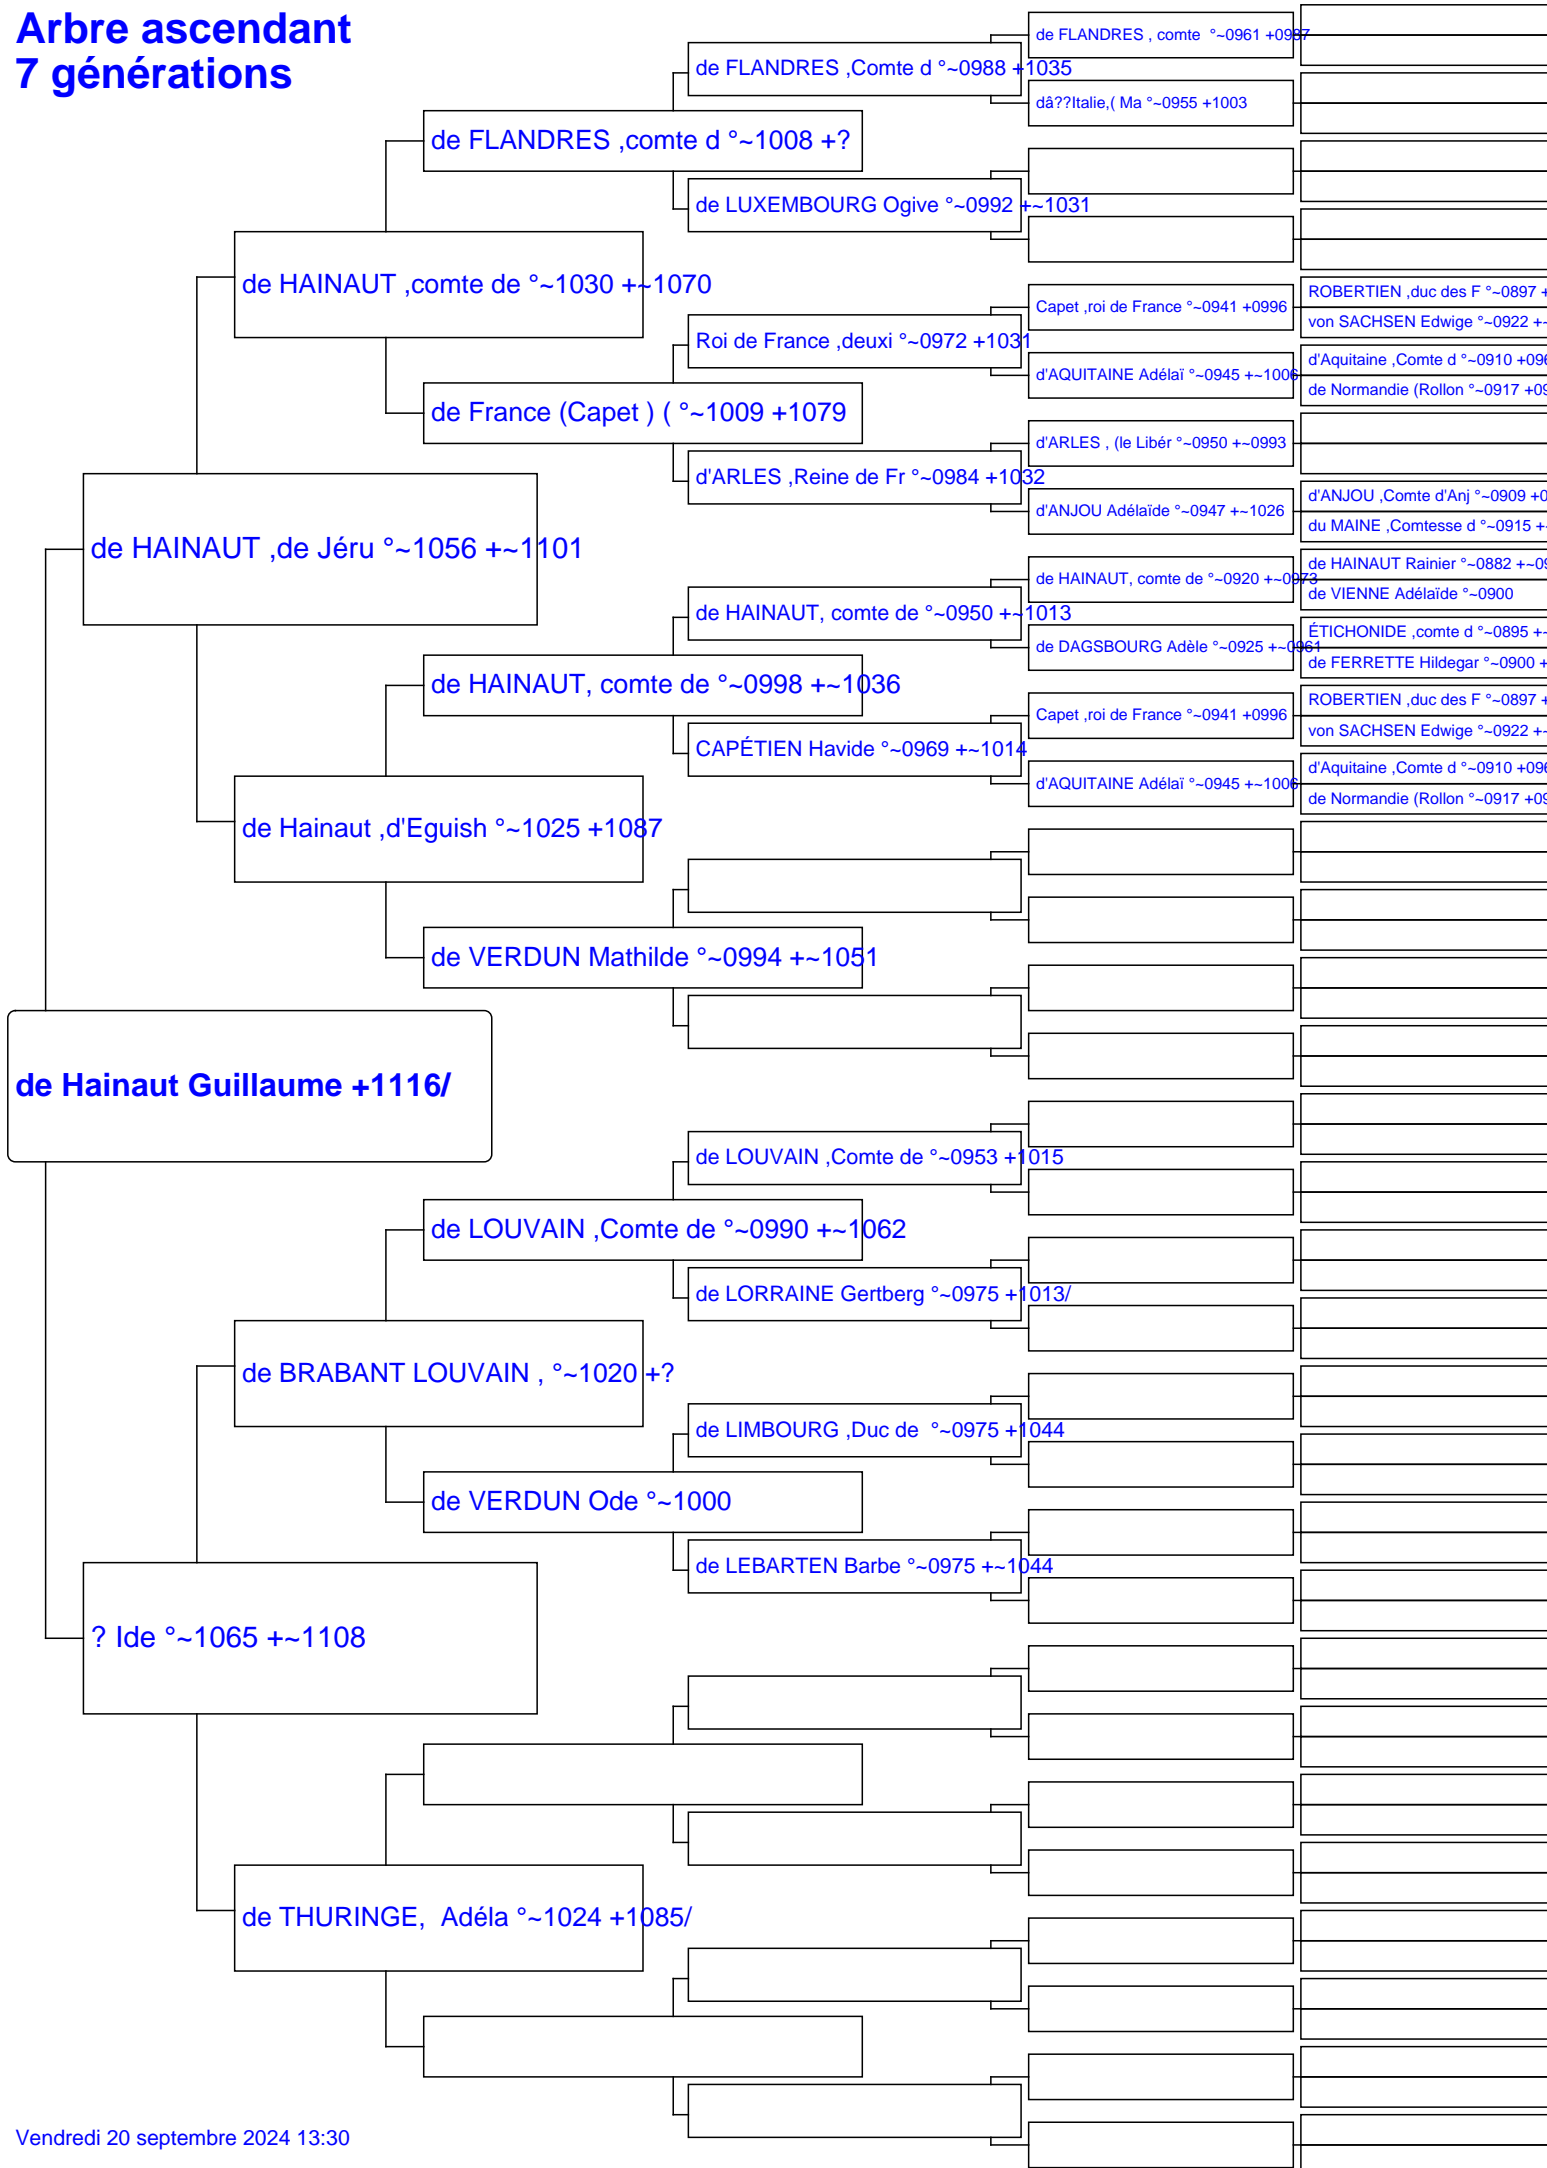 Arbre ascendant
7 générations
de FLANDRES , comte  °~0961 +0987
de FLANDRES ,Comte d °~0988 +1035
dâ??Italie,( Ma °~0955 +1003
de FLANDRES ,comte d °~1008 +?
de LUXEMBOURG Ogive °~0992 +~1031
de HAINAUT ,comte de °~1030 +~1070
ROBERTIEN ,duc des F °~0897 +
Capet ,roi de France °~0941 +0996
von SACHSEN Edwige °~0922 +~
Roi de France ,deuxi °~0972 +1031
d'Aquitaine ,Comte d °~0910 +096
d'AQUITAINE Adélaï °~0945 +~1006
de Normandie (Rollon °~0917 +09
de France (Capet ) ( °~1009 +1079
d'ARLES , (le Libér °~0950 +~0993
d'ARLES ,Reine de Fr °~0984 +1032
d'ANJOU ,Comte d'Anj °~0909 +0
d'ANJOU Adélaïde °~0947 +~1026
du MAINE ,Comtesse d °~0915 +~
de HAINAUT ,de Jéru °~1056 +~1101
de HAINAUT Rainier °~0882 +~09
de HAINAUT, comte de °~0920 +~0973
de VIENNE Adélaïde °~0900
de HAINAUT, comte de °~0950 +~1013
ÉTICHONIDE ,comte d °~0895 +~
de DAGSBOURG Adèle °~0925 +~0961
de FERRETTE Hildegar °~0900 +
de HAINAUT, comte de °~0998 +~1036
ROBERTIEN ,duc des F °~0897 +
Capet ,roi de France °~0941 +0996
von SACHSEN Edwige °~0922 +~
CAPÉTIEN Havide °~0969 +~1014
d'Aquitaine ,Comte d °~0910 +096
d'AQUITAINE Adélaï °~0945 +~1006
de Normandie (Rollon °~0917 +09
de Hainaut ,d'Eguish °~1025 +1087
de VERDUN Mathilde °~0994 +~1051
de Hainaut Guillaume +1116/
de LOUVAIN ,Comte de °~0953 +1015
de LOUVAIN ,Comte de °~0990 +~1062
de LORRAINE Gertberg °~0975 +1013/
de BRABANT LOUVAIN , °~1020 +?
de LIMBOURG ,Duc de  °~0975 +1044
de VERDUN Ode °~1000
de LEBARTEN Barbe °~0975 +~1044
? Ide °~1065 +~1108
de THURINGE,  Adéla °~1024 +1085/
Vendredi 20 septembre 2024 13:30